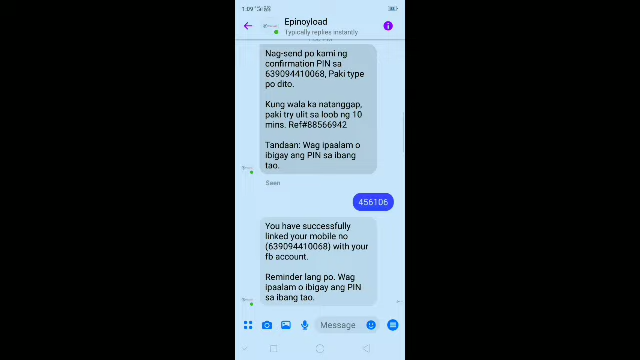 1:09
Epinoyload
Typically replies instantly
Nag-send po kami ng
confirmation PIN sa
639094410068, Paki type
po dito.
Kung wala ka natanggap,
paki try ulit sa loob ng 10
mins. Ref#88566942
Tandaan: Wag ipaalam o
ibigay ang PIN sa ibang
tao.
Seen
456106
You have successfully
linked your mobile no
(639094410068) with your
fb account.
Reminder lang po. Wag
ipaalam o ibigay ang PIN
sa ibang tao.
Message